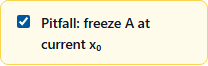 Pitfall: freeze A at
current x₀